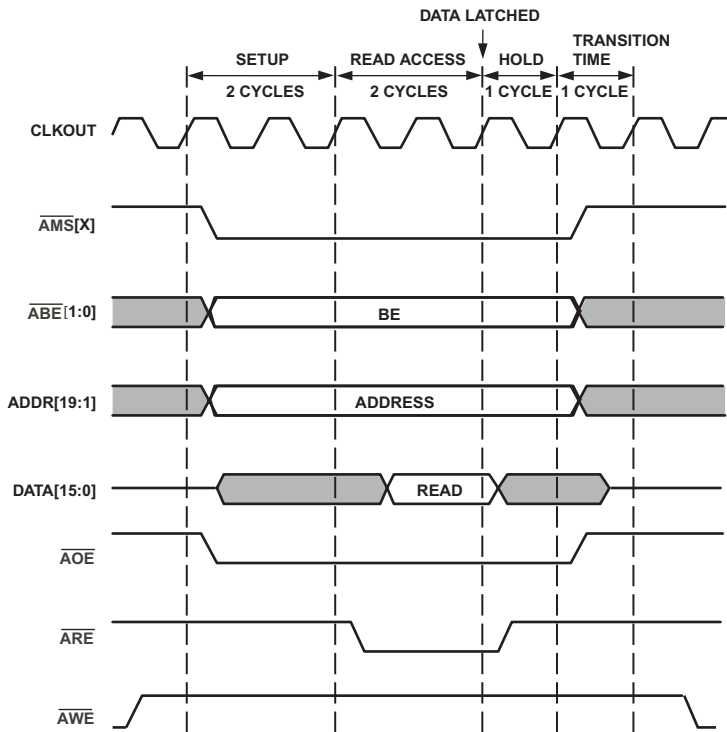 DATA LATCHED
SETUP
READ ACCESS
HOLD
TRANSITION
TIME
2 CYCLES
2 CYCLES
1 CYCLE
1 CYCLE
CLKOUT
AMS[X]
ABE[1:0]
BE
ADDR[19:1]
ADDRESS
DATA[15:0]
READ
AOE
ARE
AWE